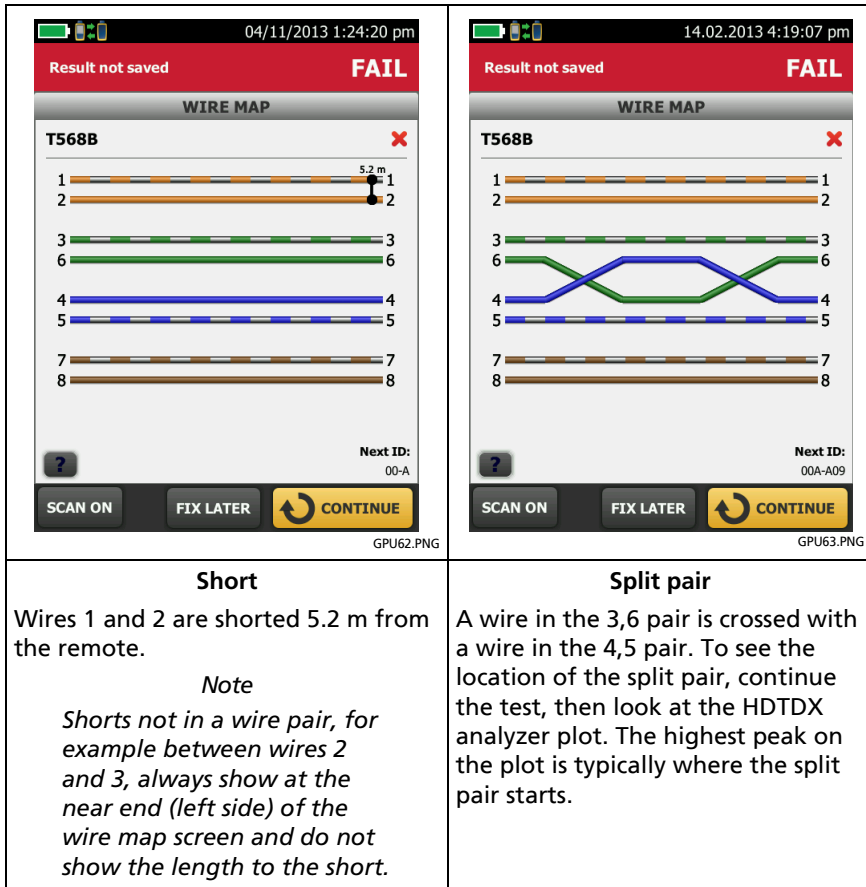 04/11/2013 1:24:20 pm
Result not saved FAIL
WIRE MAP
T568B
5.2 m
1 1
2 2
3 3
6 6
4 4
5 5
7 7
8 8
Next ID:
? 00-A
SCAN ON FIX LATER CONTINUE
GPU62.PNG
Short
Wires 1 and 2 are shorted 5.2 m from
the remote.
Note
Shorts not in a wire pair, for
example between wires 2
and 3, always show at the
near end (left side) of the
wire map screen and do not
show the length to the short.
14.02.2013 4:19:07 pm
Result not saved FAIL
WIRE MAP
T568B
1 1
2 2
3 3
6 6
4 4
5 5
7 7
8 8
Next ID:
? 00A-A09
SCAN ON FIX LATER CONTINUE
GPU63.PNG
Split pair
A wire in the 3,6 pair is crossed with
a wire in the 4,5 pair. To see the
location of the split pair, continue
the test, then look at the HDTDX
analyzer plot. The highest peak on
the plot is typically where the split
pair starts.